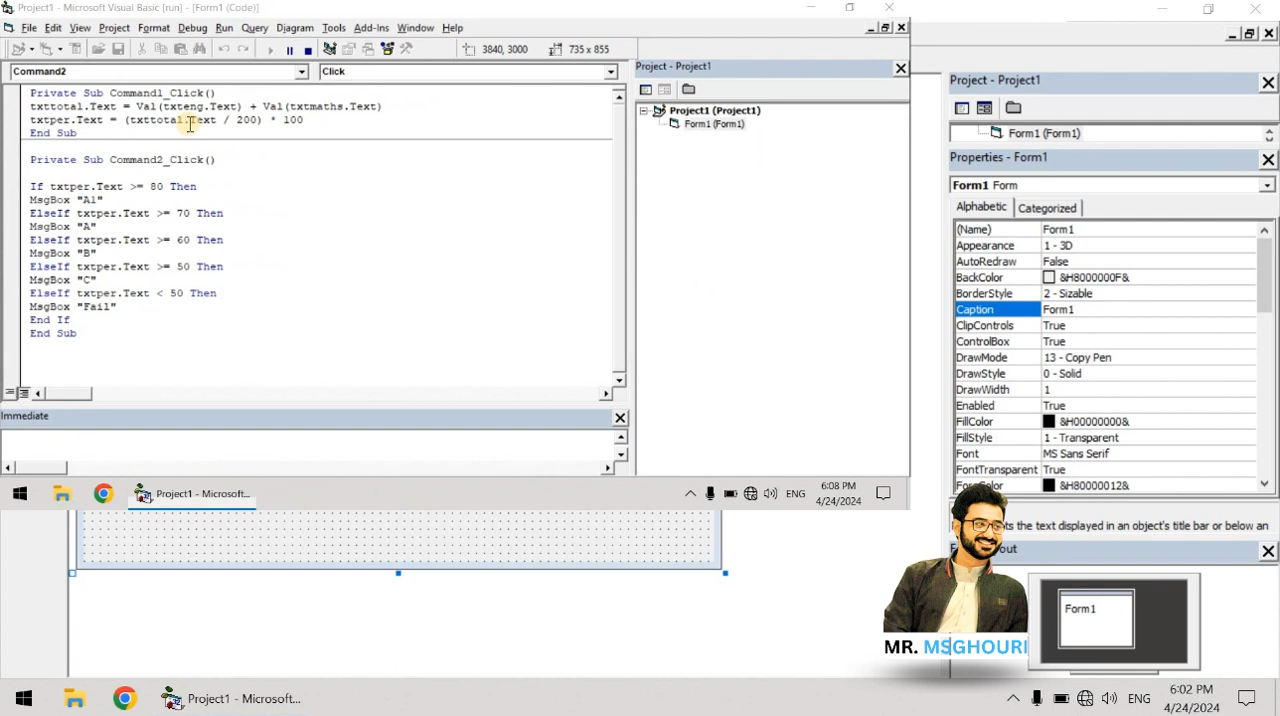 Project1 - Microsoft Visual Basic [run] - [Form1 (Code)]
File Edit View Project Format Debug Run Query Diagram Tools Add-Ins Window Help
3840, 3000 735 x 855
Command2 Click
Private Sub Command1_Click()
txttotal.Text = Val(txteng.Text) + Val(txtmaths.Text)
txtper.Text = (txttotal.Text / 200) * 100
End Sub
Private Sub Command2_Click()
If txtper.Text >= 80 Then
MsgBox "A1"
ElseIf txtper.Text >= 70 Then
MsgBox "A"
ElseIf txtper.Text >= 60 Then
MsgBox "B"
ElseIf txtper.Text >= 50 Then
MsgBox "C"
ElseIf txtper.Text < 50 Then
MsgBox "Fail"
End If
End Sub
Immediate
Project - Project1
Project1 (Project1)
Form1 (Form1)
Project1 - Microsoft...
ENG
6:08 PM
4/24/2024
Project - Project1
Form1 (Form1)
Properties - Form1
Form1 Form
Alphabetic Categorized
(Name) Form1
Appearance 1 - 3D
AutoRedraw False
BackColor &H8000000F&
BorderStyle 2 - Sizable
Caption Form1
ClipControls True
ControlBox True
DrawMode 13 - Copy Pen
DrawStyle 0 - Solid
DrawWidth 1
Enabled True
FillColor &H00000000&
FillStyle 1 - Transparent
Font MS Sans Serif
FontTransparent True
&H80000012&
the text displayed in an object's title bar or below an
Form1
MR. MSGHOURI
Project1 - Microsoft...
ENG
6:02 PM
4/24/2024